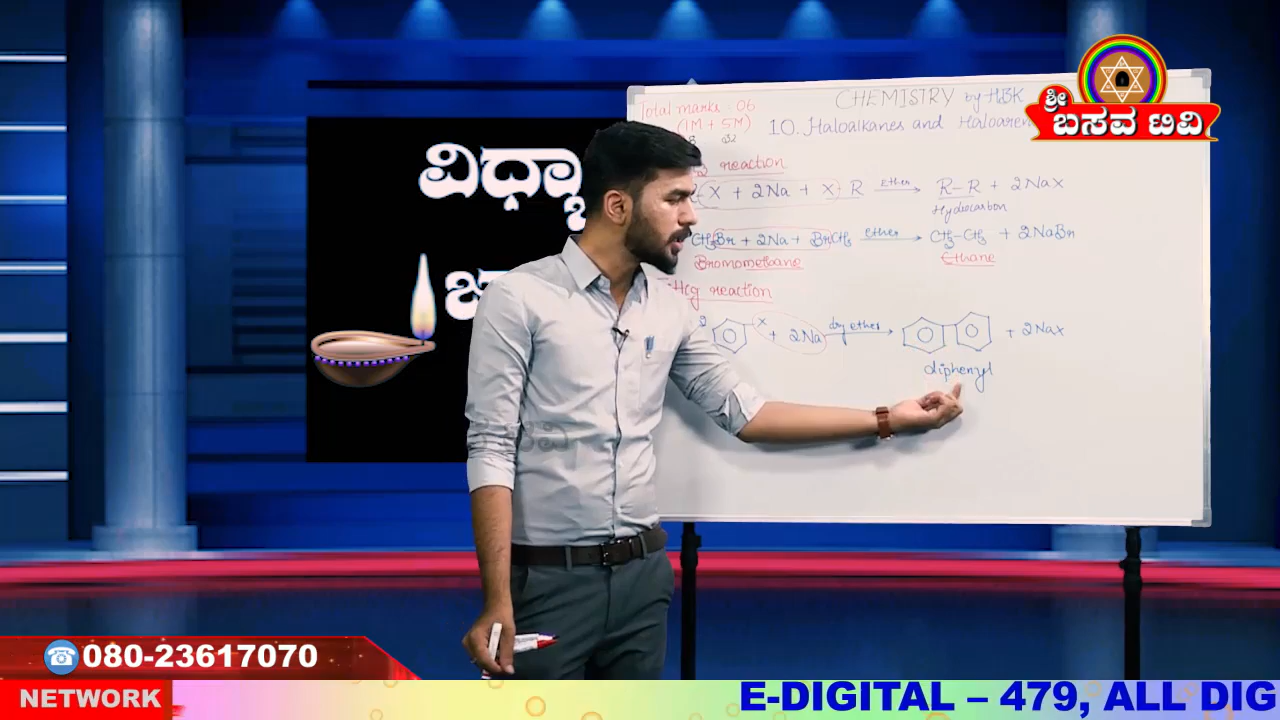 ಶ್ರೀ
ಬಸವ ಟಿವಿ
Total marks : 06
(1M + 5M)
CHEMISTRY by HBK
10. Haloalkanes and
reaction
X + 2Na + X - R ether R-R + 2NaX
Hydrocarbon
CH3Br + 2Na + BrCH3 ether CH3-CH3 + 2NaBr
Bromomethane
Ethane
reaction
2 X + 2Na dry ether + 2NaX
diphenyl
ವಿಧ್ಯಾ
080-23617070
NETWORK
E-DIGITAL – 479, ALL DIG